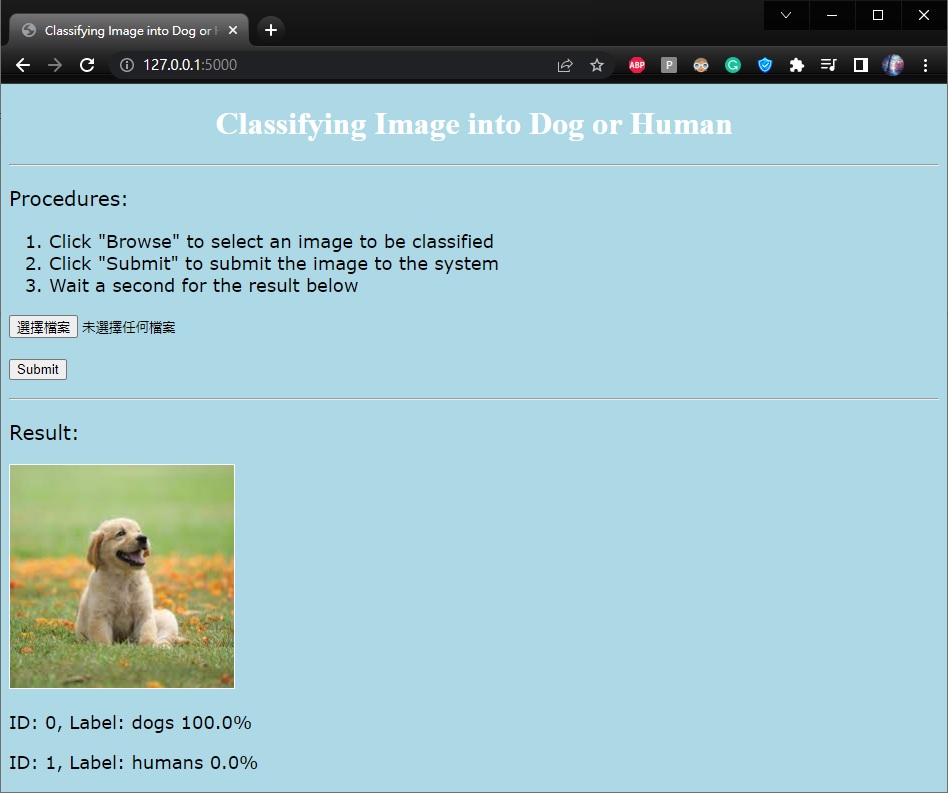 Classifying Image into Dog or H
127.0.0.1:5000
ABP
P
G
Classifying Image into Dog or Human
Procedures:
1. Click "Browse" to select an image to be classified
2. Click "Submit" to submit the image to the system
3. Wait a second for the result below
選擇檔案 未選擇任何檔案
Submit
Result:
ID: 0, Label: dogs 100.0%
ID: 1, Label: humans 0.0%